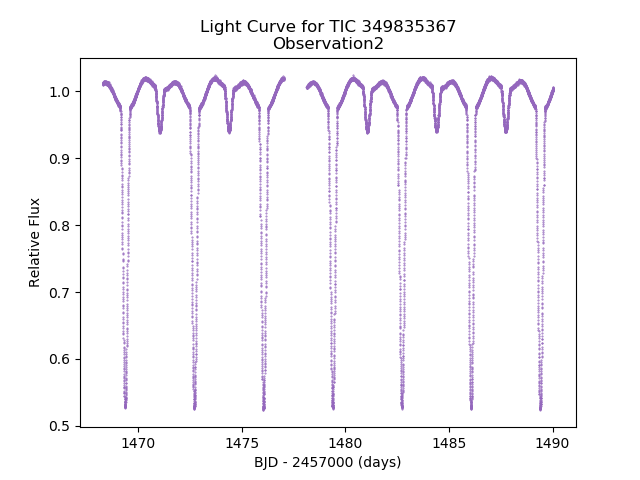 Light Curve for TIC 349835367
Observation2
1.0
0.9
0.8
0.7
0.6
0.5
Relative Flux
1470
1475
1480
1485
1490
BJD - 2457000 (days)